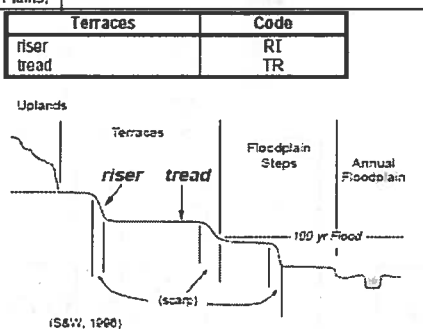 Plains,
Terraces Code
riser RI
tread TR
Uplands
Terraces
Floodplain
Steps
Annual
Floodplain
riser tread
100 yr Flood
(scarp)
(S&W, 1996)